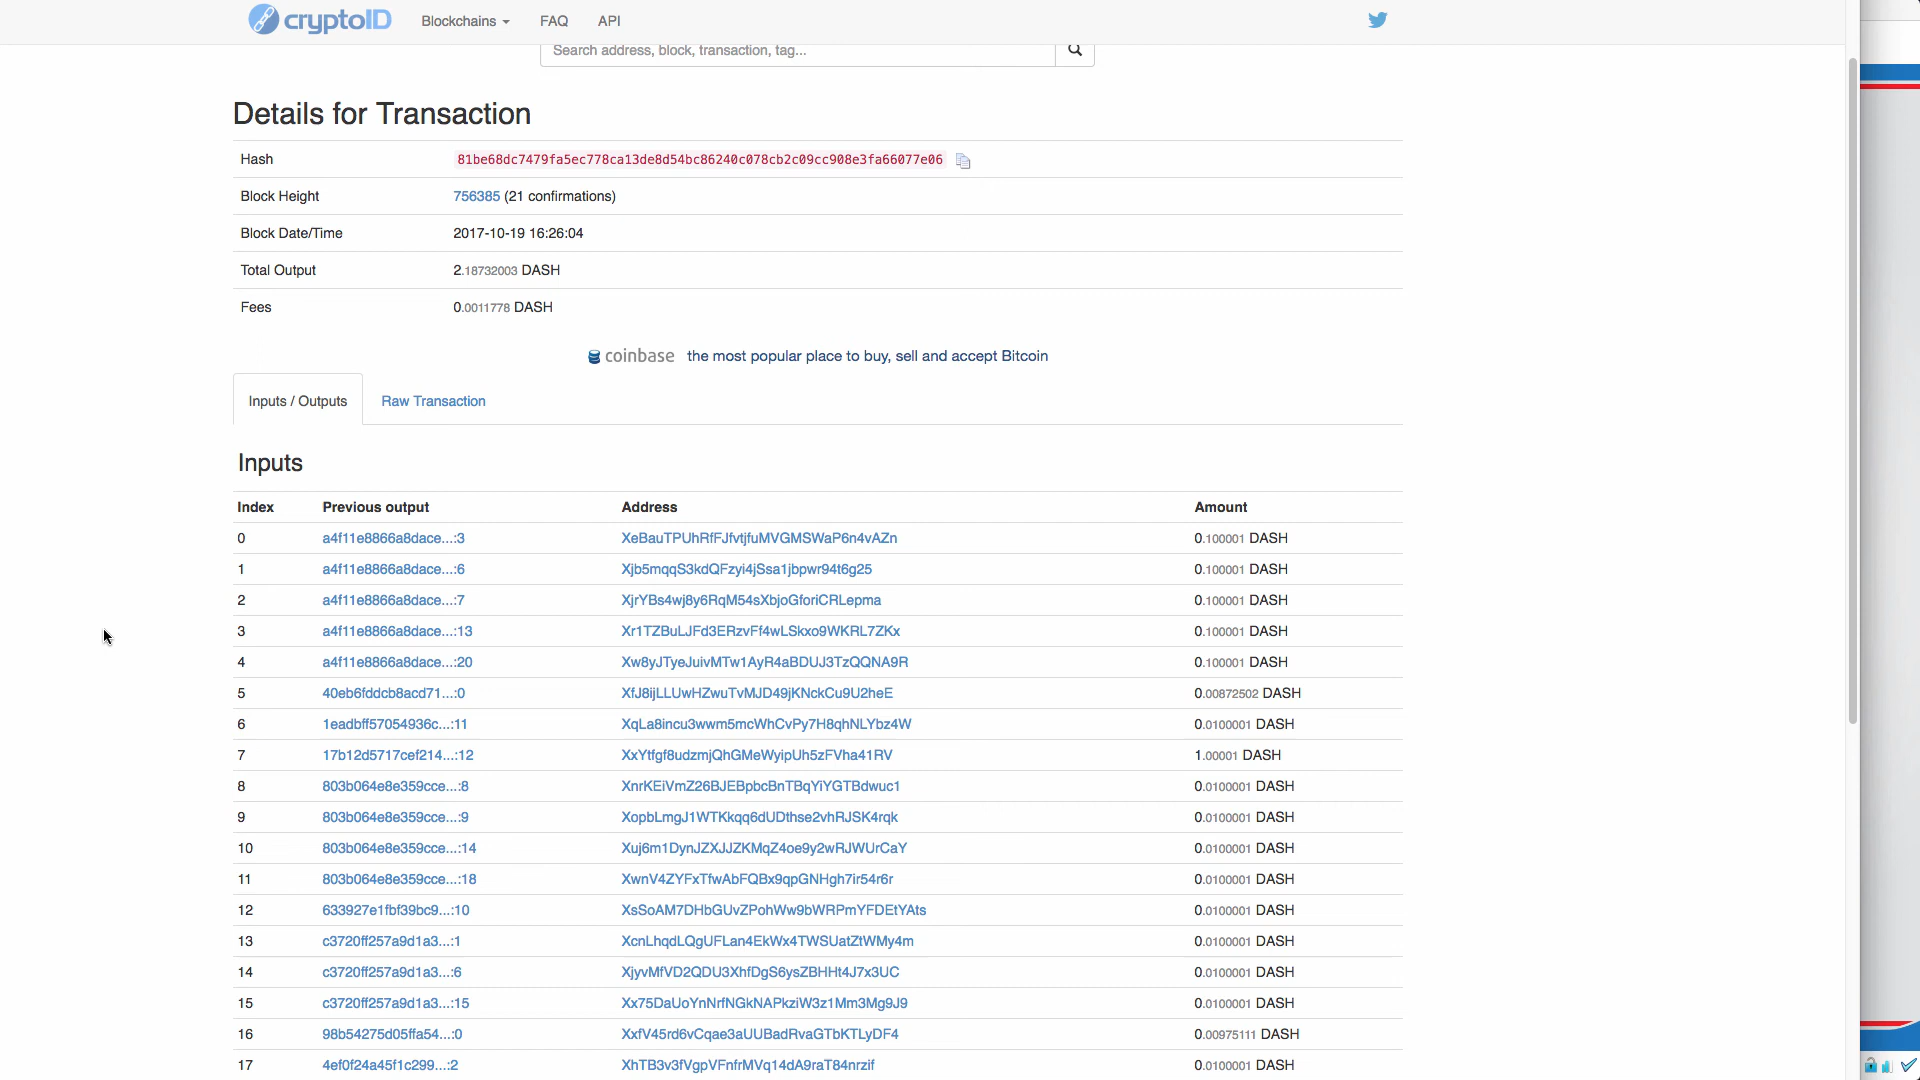 cryptoID Blockchains FAQ API
Search address, block, transaction, tag...
Details for Transaction
Hash 81be68dc7479fa5ec778ca13de8d54bc86240c078cb2c09cc908e3fa66077e06
Block Height 756385 (21 confirmations)
Block Date/Time 2017-10-19 16:26:04
Total Output 2.18732003 DASH
Fees 0.0011778 DASH
coinbase the most popular place to buy, sell and accept Bitcoin
Inputs / Outputs Raw Transaction
Inputs
Index Previous output Address Amount
0 a4f11e8866a8dace...:3 XeBauTPUhRfFJfvtjfuMVGMSWaP6n4vAZn 0.100001 DASH
1 a4f11e8866a8dace...:6 Xjb5mqqS3kdQFzyi4jSsa1jbpwr94t6g25 0.100001 DASH
2 a4f11e8866a8dace...:7 XjrYBs4wj8y6RqM54sXbjoGforiCRLepma 0.100001 DASH
3 a4f11e8866a8dace...:13 Xr1TZBuLJFd3ERzvFf4wLSkxo9WKRL7ZKx 0.100001 DASH
4 a4f11e8866a8dace...:20 Xw8yJTyeJuivMTw1AyR4aBDUJ3TzQQNA9R 0.100001 DASH
5 40eb6fddcb8acd71...:0 XfJ8ijLLUwHZwuTvMJD49jKNckCu9U2heE 0.00872502 DASH
6 1eadbff57054936c...:11 XqLa8incu3wwm5mcWhCvPy7H8qhNLYbz4W 0.0100001 DASH
7 17b12d5717cef214...:12 XxYtfgf8udzmjQhGMeWyipUh5zFVha41RV 1.00001 DASH
8 803b064e8e359cce...:8 XnrKEiVmZ26BJEBpbcBnTBqYiYGTBdwuc1 0.0100001 DASH
9 803b064e8e359cce...:9 XopbLmgJ1WTKkqq6dUDthse2vhRJSK4rqk 0.0100001 DASH
10 803b064e8e359cce...:14 Xuj6m1DynJZXJJZKMqZ4oe9y2wRJWUrCaY 0.0100001 DASH
11 803b064e8e359cce...:18 XwnV4ZYFxTfwAbFQBx9qpGNHgh7ir54r6r 0.0100001 DASH
12 633927e1fbf39bc9...:10 XsSoAM7DHbGUvZPohWw9bWRPmYFDEtYAts 0.0100001 DASH
13 c3720ff257a9d1a3...:1 XcnLhqdLQgUFLan4EkWx4TWSUatZtWMy4m 0.0100001 DASH
14 c3720ff257a9d1a3...:6 XjyvMfVD2QDU3XhfDgS6ysZBHHt4J7x3UC 0.0100001 DASH
15 c3720ff257a9d1a3...:15 Xx75DaUoYnNrfNGkNAPkziW3z1Mm3Mg9J9 0.0100001 DASH
16 98b54275d05ffa54...:0 XxfV45rd6vCqae3aUUBadRvaGTbKTLyDF4 0.00975111 DASH
17 4ef0f24a45f1c299...:2 XhTB3v3fVgpVFnfrMVq14dA9raT84nrzif 0.0100001 DASH